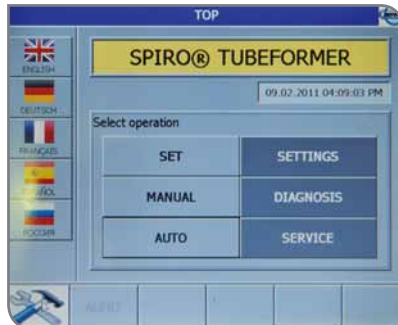 TOP
SPIRO® TUBEFORMER
ENGLISH
09.02.2011 04:09:03 PM
DEUTSCH
Select operation
FRANÇAIS
SET
SETTINGS
MANUAL
DIAGNOSIS
РОССИЯ
AUTO
SERVICE